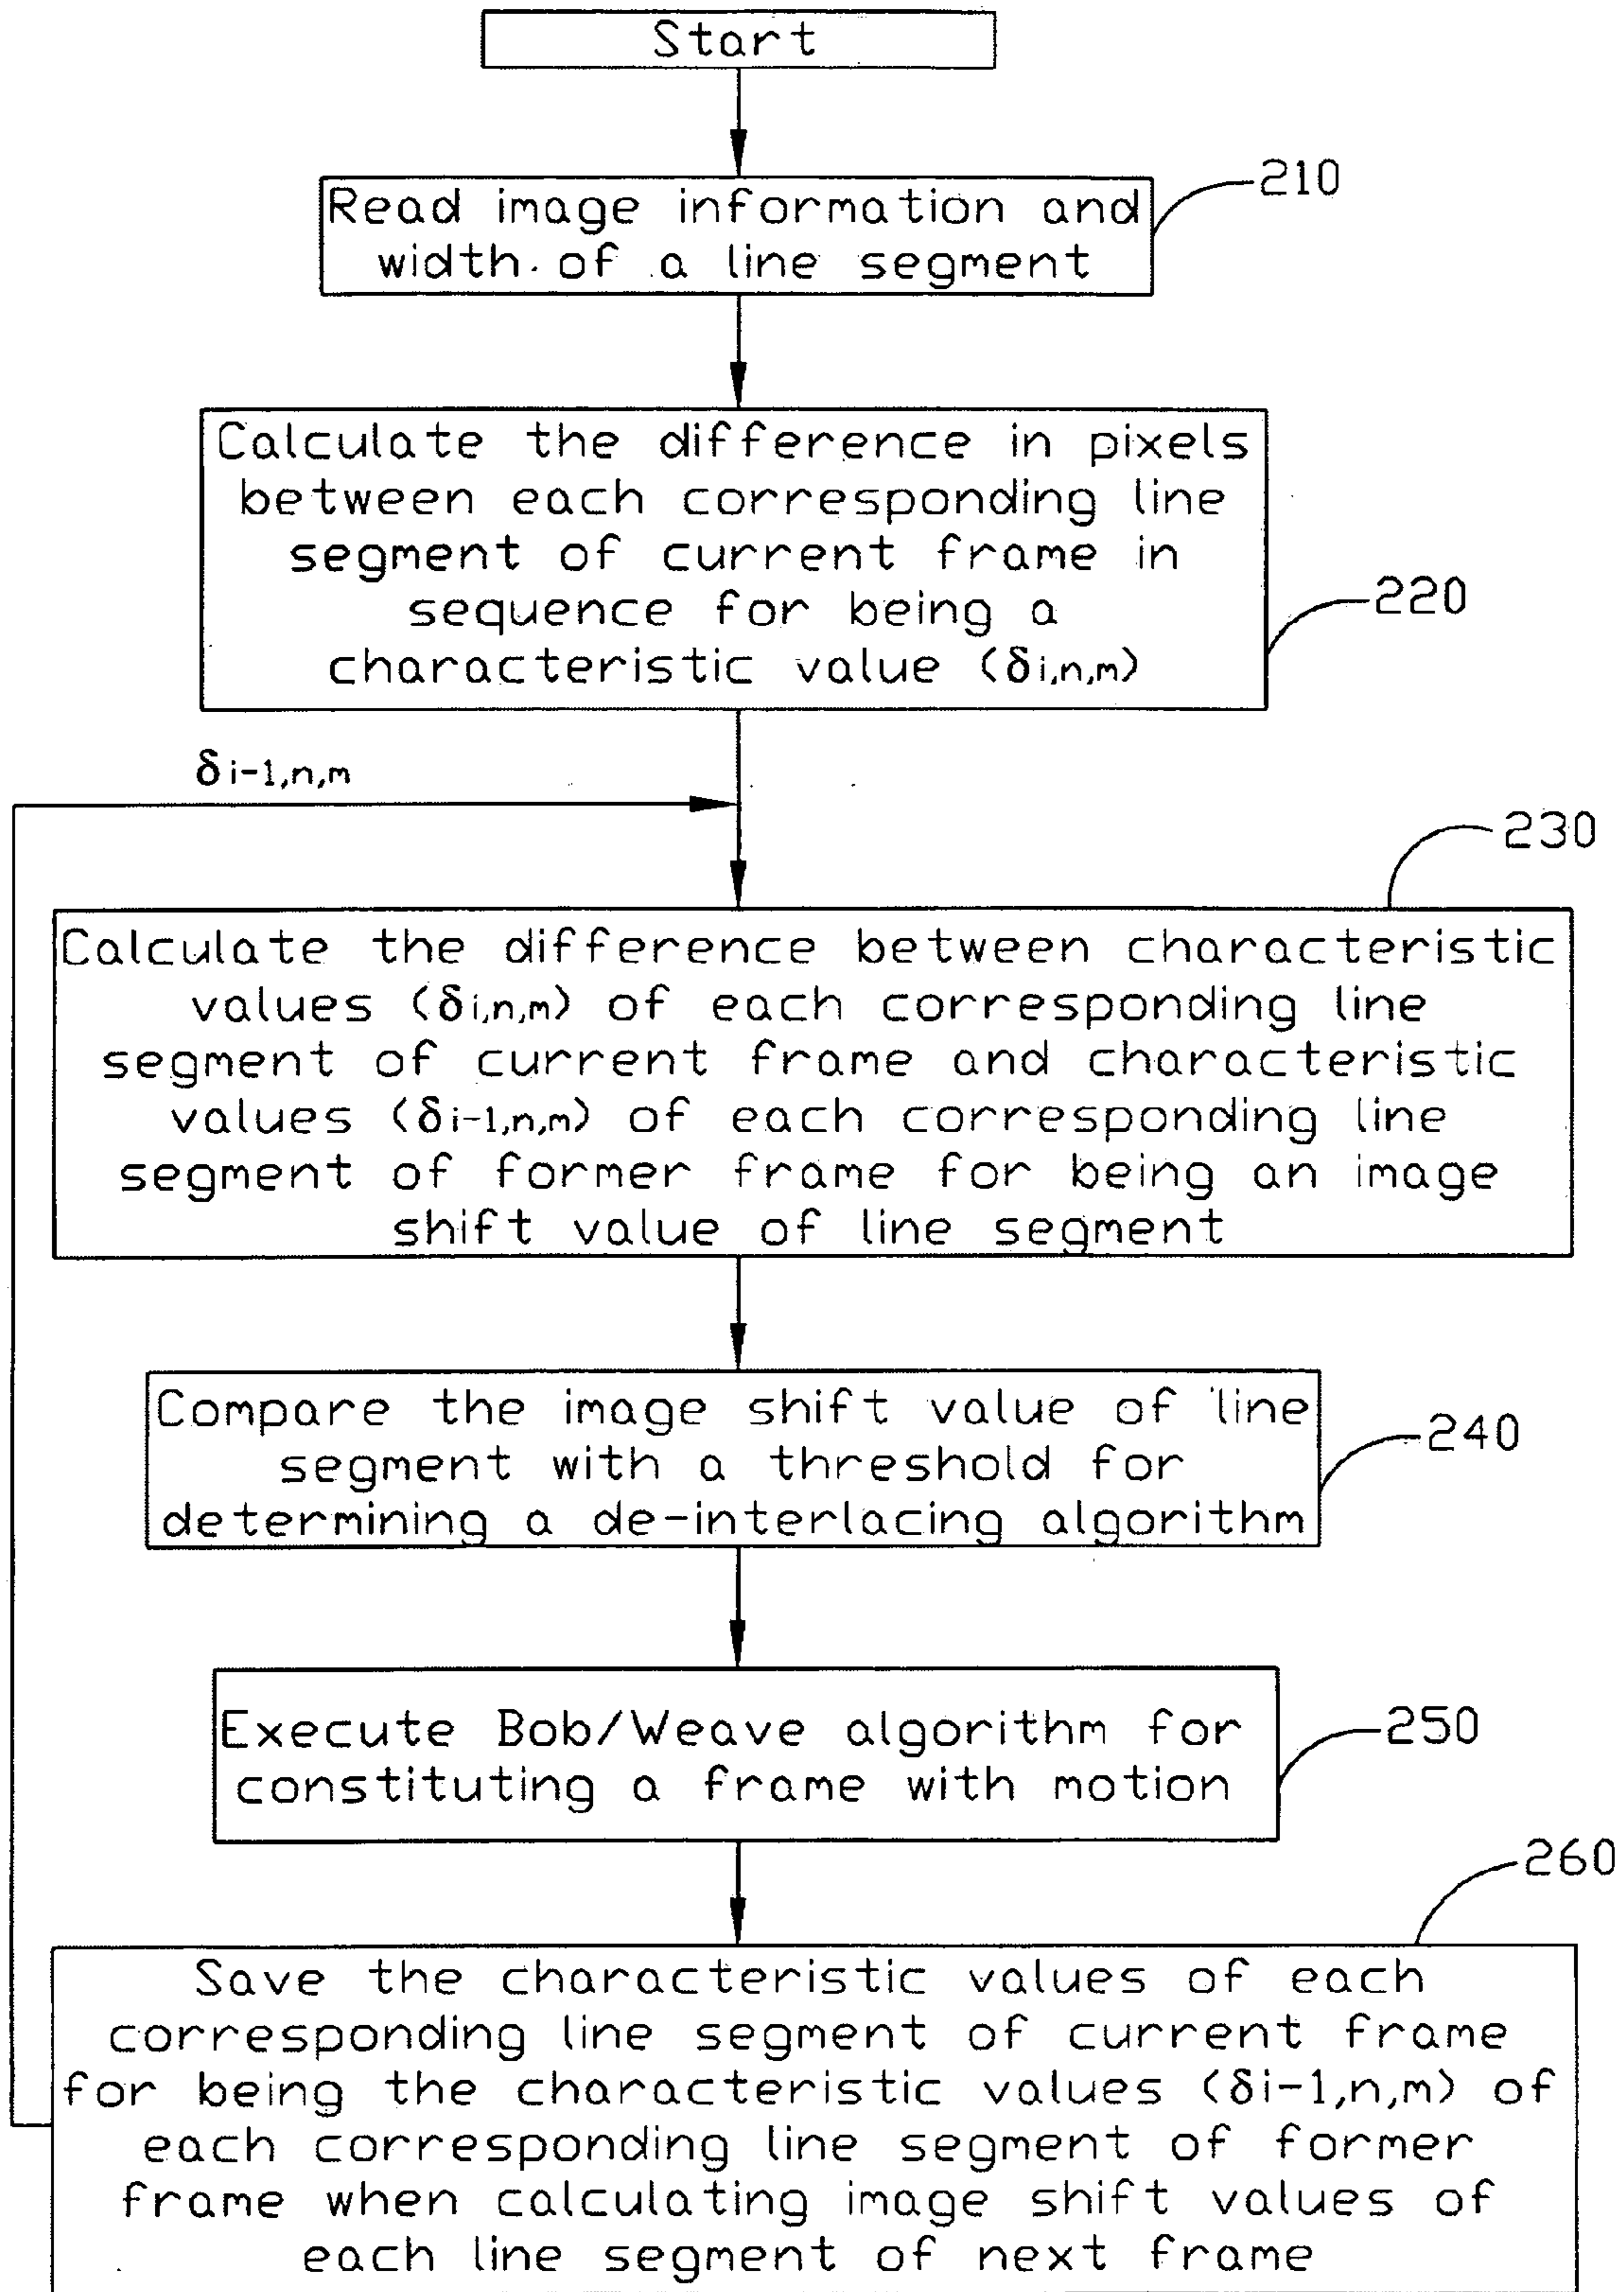 Start
210
Read image information and
width of a line segment
Calculate the difference in pixels
between each corresponding line
segment of current frame in
sequence for being a
characteristic value (δi,n,m)
220
δi-1,n,m
230
Calculate the difference between characteristic
values (δi,n,m) of each corresponding line
segment of current frame and characteristic
values (δi-1,n,m) of each corresponding line
segment of former frame for being an image
shift value of line segment
Compare the image shift value of line
segment with a threshold for
determining a de-interlacing algorithm
240
Execute Bob/Weave algorithm for
constituting a frame with motion
250
260
Save the characteristic values of each
corresponding line segment of current frame
for being the characteristic values (δi-1,n,m) of
each corresponding line segment of former
frame when calculating image shift values of
each line segment of next frame